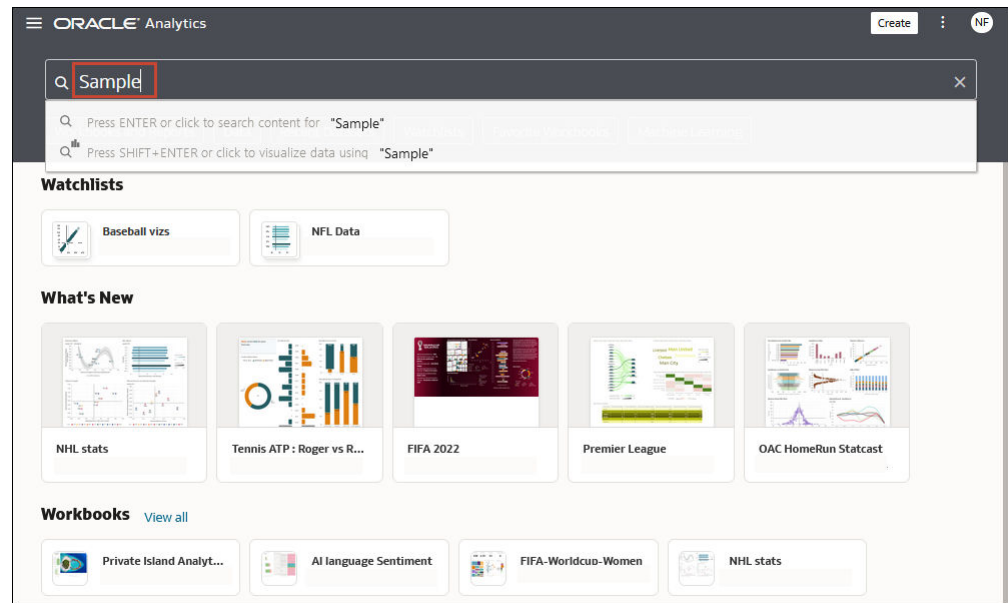 ORACLE Analytics
Create
NF
Sample
Press ENTER or click to search content for "Sample"
Press SHIFT+ENTER or click to visualize data using "Sample"
Watchlists
Baseball vizs
NFL Data
What's New
NHL stats
Tennis ATP : Roger vs R...
FIFA 2022
Premier League
OAC HomeRun Statcast
Workbooks View all
Private Island Analyt...
AI language Sentiment
FIFA-Worldcup-Women
NHL stats